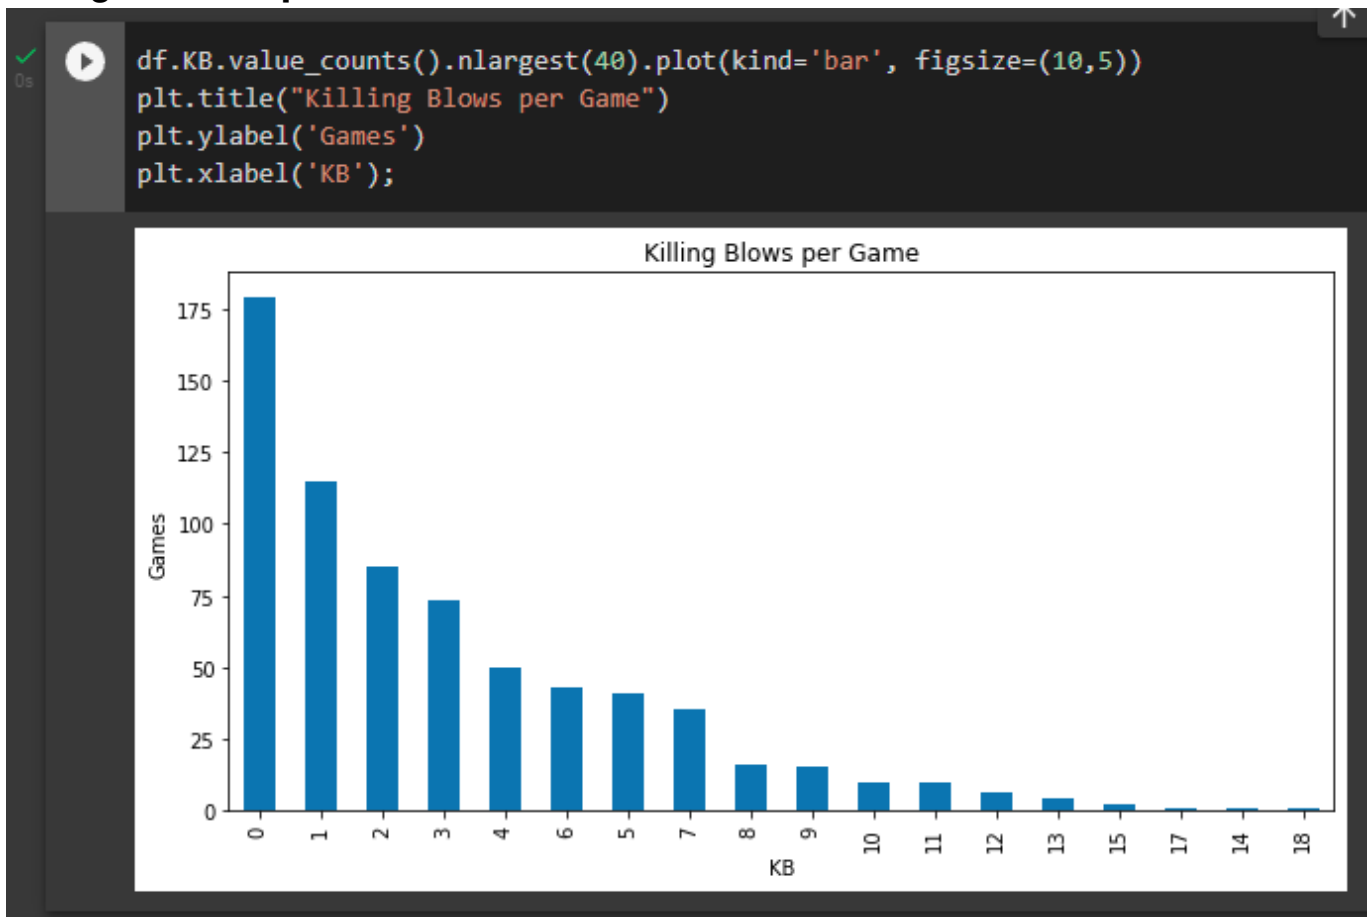 0s
df.KB.value_counts().nlargest(40).plot(kind='bar', figsize=(10,5))
plt.title("Killing Blows per Game")
plt.ylabel('Games')
plt.xlabel('KB');
Killing Blows per Game
175
150
125
100
75
50
25
0
Games
0 1 2 3 4 6 5 7 8 9 10 11 12 13 15 17 14 18
KB